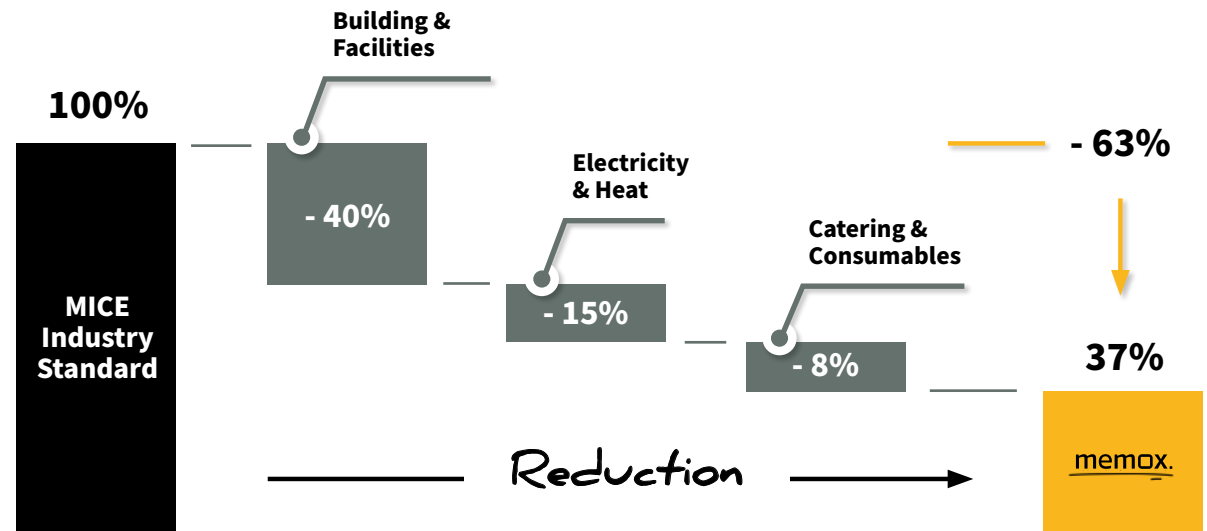 Building &
Facilities
100%
- 40%
Electricity
& Heat
- 15%
Catering &
Consumables
- 8%
- 63%
37%
MICE
Industry
Standard
Reduction
memox.